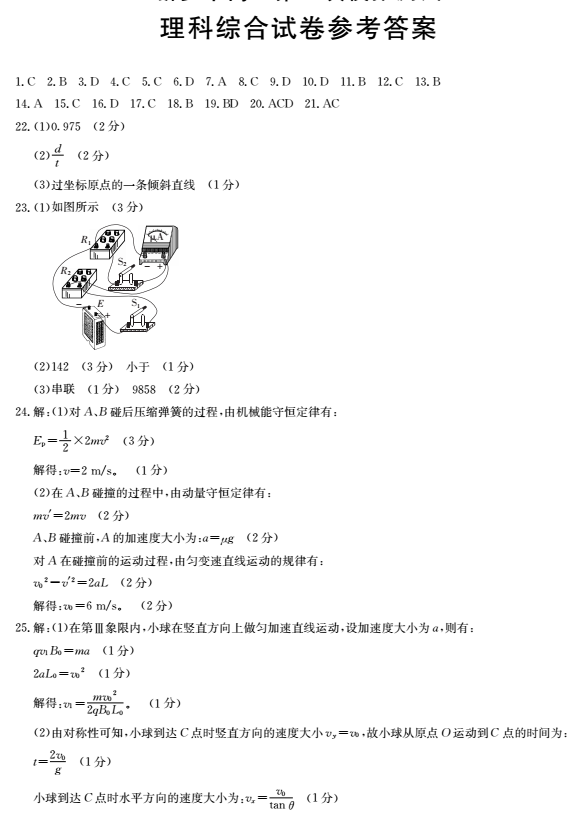 理科综合试卷参考答案
1. C 2. B 3. D 4. C 5. C 6. D 7. A 8. C 9. D 10. D 11. B 12. C 13. B
14. A 15. C 16. D 17. C 18. B 19. BD 20. ACD 21. AC
22. (1)0.975 (2分)
(2)d/t (2分)
(3)过坐标原点的一条倾斜直线 (1分)
23. (1)如图所示 (3分)
R₁ μA
S₂ − +
R₂
− E + S₁
(2)142 (3分) 小于 (1分)
(3)串联 (1分) 9858 (2分)
24. 解:(1)对A、B碰后压缩弹簧的过程,由机械能守恒定律有:
Eₚ=1/2×2mv² (3分)
解得:v=2 m/s。 (1分)
(2)在A、B碰撞的过程中,由动量守恒定律有:
mv′=2mv (2分)
A、B碰撞前,A的加速度大小为:a=μg (2分)
对A在碰撞前的运动过程,由匀变速直线运动的规律有:
v₀²−v′²=2aL (2分)
解得:v₀=6 m/s。 (2分)
25. 解:(1)在第Ⅲ象限内,小球在竖直方向上做匀加速直线运动,设加速度大小为a,则有:
qv₁B₀=ma (1分)
2aL₀=v₀² (1分)
解得:v₁=mv₀²/2qB₀L₀。 (1分)
(2)由对称性可知,小球到达C点时竖直方向的速度大小vᵧ=v₀,故小球从原点O运动到C点的时间为:
t=2v₀/g (1分)
小球到达C点时水平方向的速度大小为:vₓ=v₀/tan θ (1分)